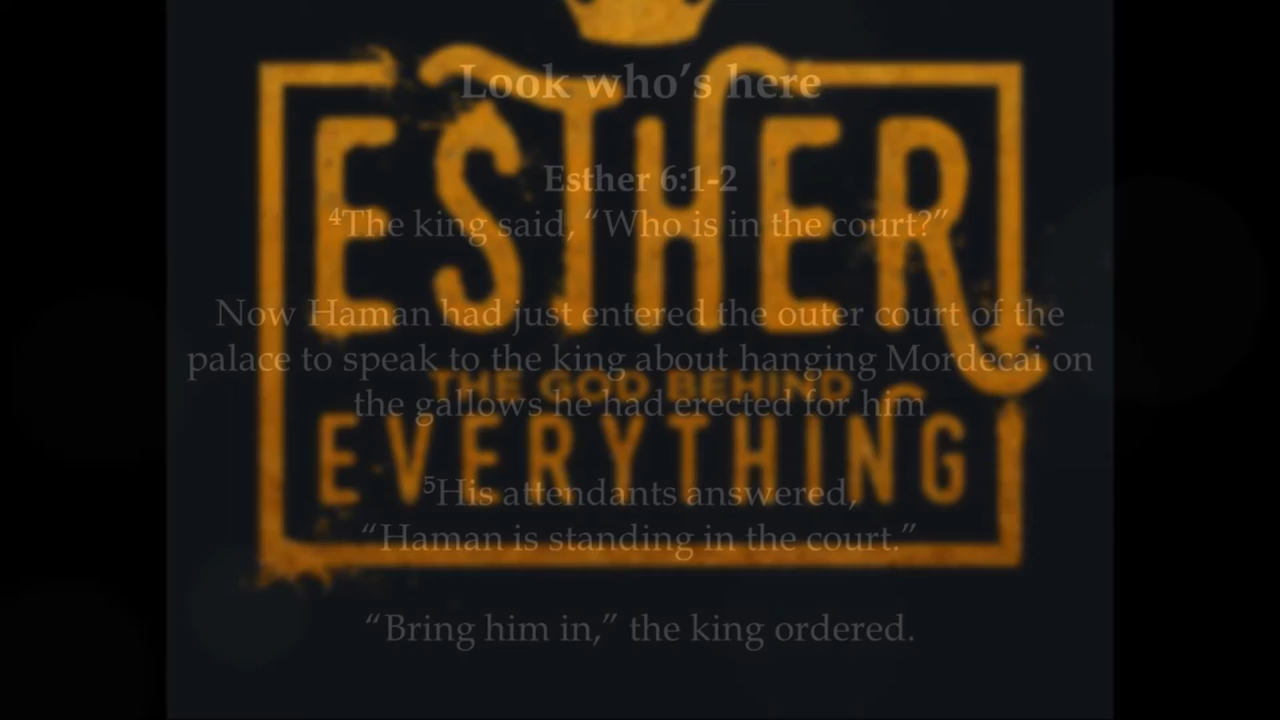 Look who’s here
ESTHER
Esther 6:1-2
⁴The king said, “Who is in the court?”
Now Haman had just entered the outer court of the
palace to speak to the king about hanging Mordecai on
THE GOD BEHIND
the gallows he had erected for him
EVERYTHING
⁵His attendants answered,
“Haman is standing in the court.”
“Bring him in,” the king ordered.